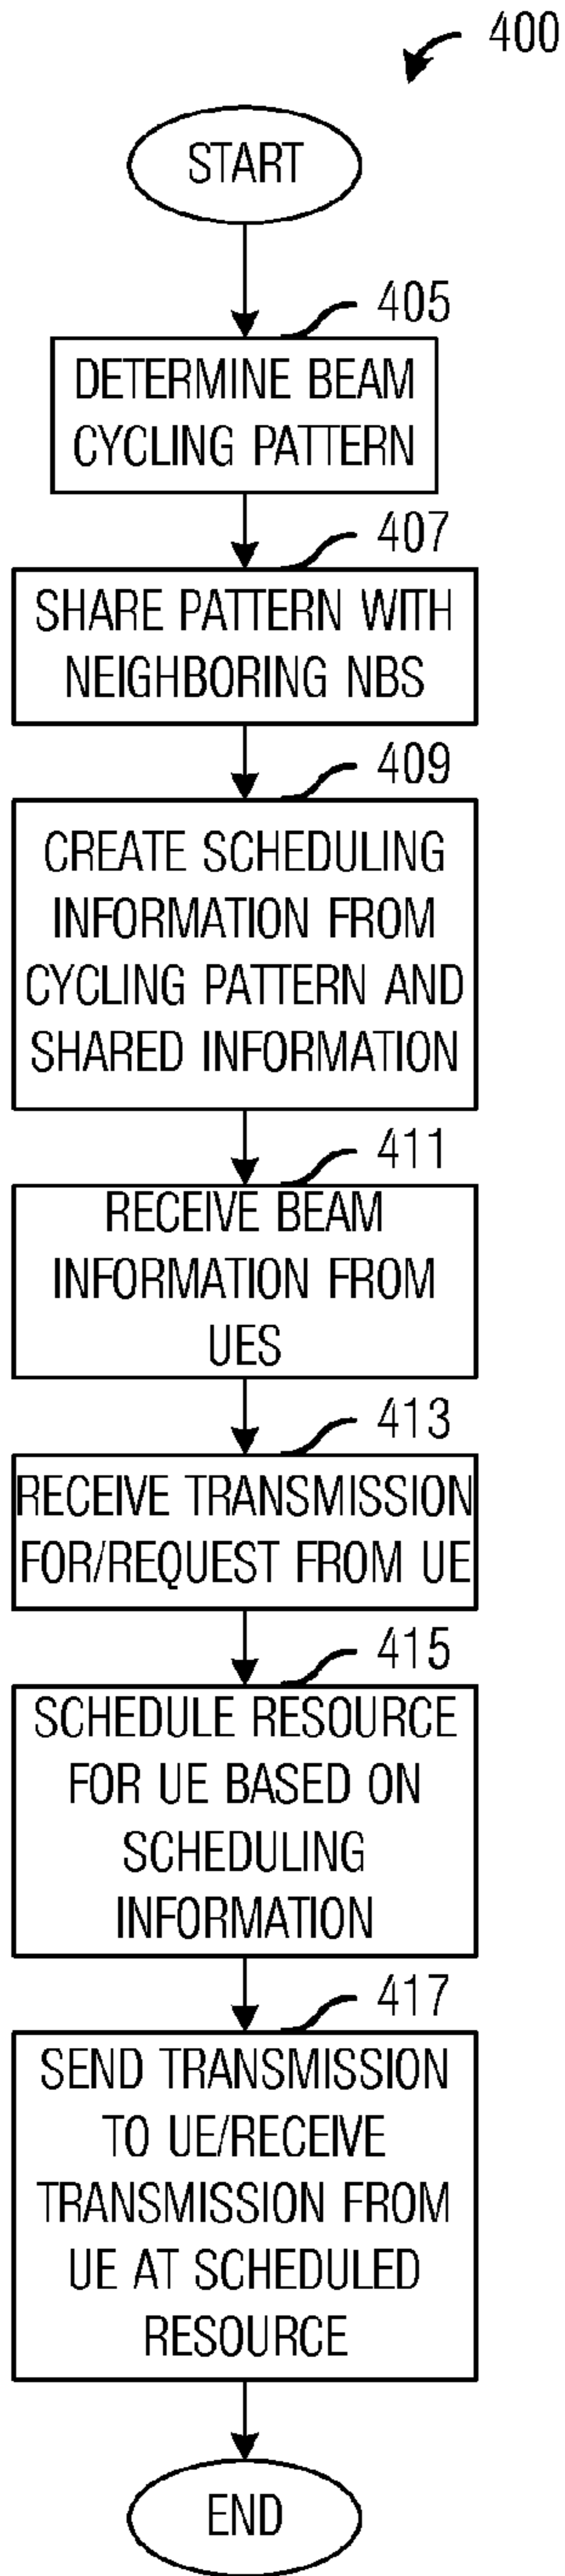 400
START
405
DETERMINE BEAM
CYCLING PATTERN
407
SHARE PATTERN WITH
NEIGHBORING NBS
409
CREATE SCHEDULING
INFORMATION FROM
CYCLING PATTERN AND
SHARED INFORMATION
411
RECEIVE BEAM
INFORMATION FROM
UES
413
RECEIVE TRANSMISSION
FOR/REQUEST FROM UE
415
SCHEDULE RESOURCE
FOR UE BASED ON
SCHEDULING
INFORMATION
417
SEND TRANSMISSION
TO UE/RECEIVE
TRANSMISSION FROM
UE AT SCHEDULED
RESOURCE
END